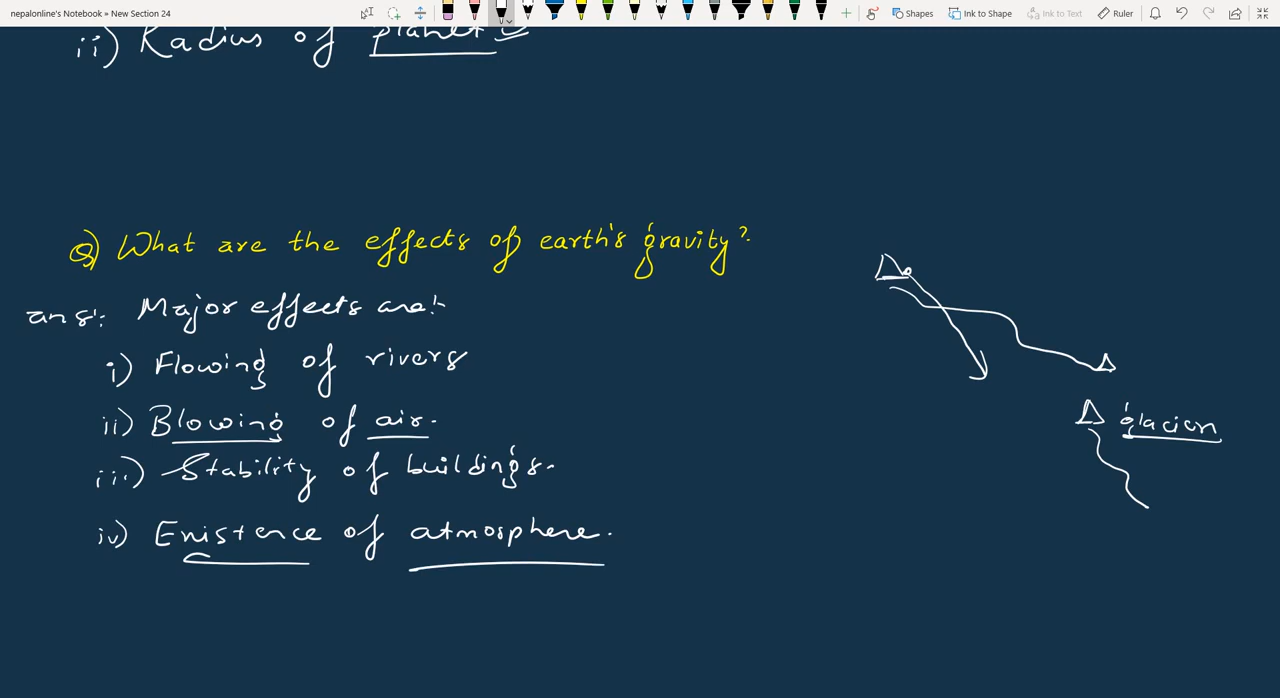 nepalonline's Notebook » New Section 24
Shapes Ink to Shape Ink to Text Ruler
ii) Radius of planet
Q) What are the effects of earth's gravity?
ans: Major effects are:-
i) Flowing of rivers
ii) Blowing of air.
glacier
iii) Stability of buildings.
iv) Existence of atmosphere.